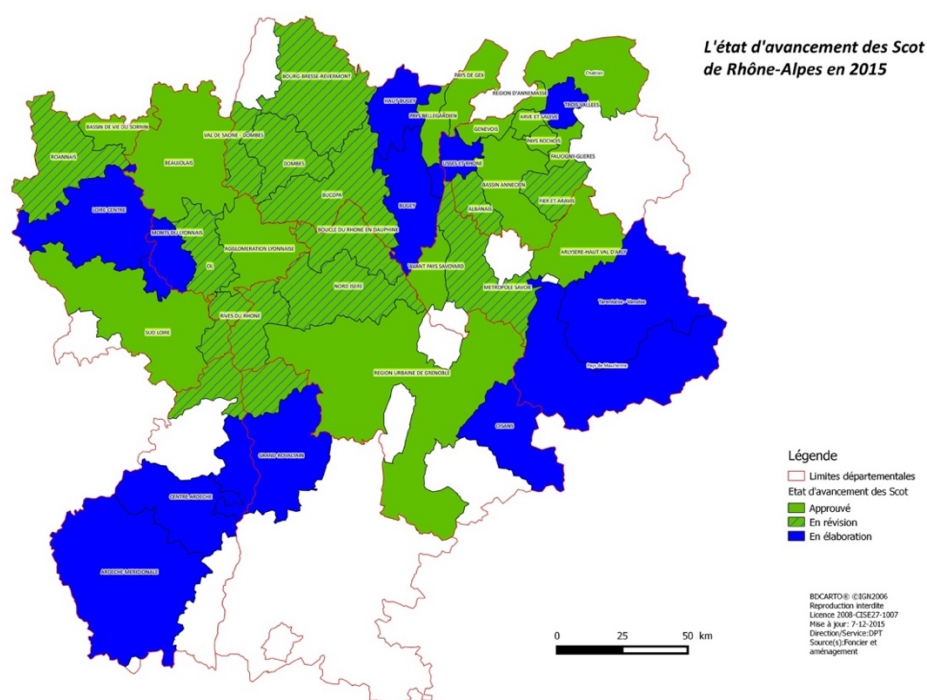 L'état d'avancement des Scot
de Rhône-Alpes en 2015
BOURG-BRESSE-REVERMONT
PAYS DE GEX
Chablais
REGION D'ANNEMASSE
HAUT BUGEY
PAYS BELLEGARDIEN
TROIS VALLEES
BASSIN DE VIE DU SORNIN
VAL DE SAONE - DOMBES
GENEVOIS
ARVE ET SALEVE
PAYS ROCHOIS
ROANNAIS
BEAUJOLAIS
DOMBES
USSES ET RHONE
FAUCIGNY-GLIERES
BASSIN ANNECIEN
BUCOPA
FIER ET ARAVIS
LOIRE CENTRE
BUGEY
ALBANAIS
MONTS DU LYONNAIS
BOUCLE DU RHONE EN DAUPHINE
AGGLOMERATION LYONNAISE
ARLYSERE-HAUT VAL D'ARLY
OL
AVANT PAYS SAVOYARD
NORD ISERE
METROPOLE SAVOIE
Tarentaise - Vanoise
RIVES DU RHONE
SUD LOIRE
Pays de Maurienne
REGION URBAINE DE GRENOBLE
OISANS
GRAND ROVALTAIN
CENTRE ARDECHE
ARDECHE MERIDIONALE
Légende
Limites départementales
Etat d'avancement des Scot
Approuvé
En révision
En élaboration
BDCARTO® ©IGN2006
Reproduction interdite
Licence 2008-CISE27-1007
Mise à jour: 7-12-2015
Direction/Service:DPT
Source(s):Foncier et
aménagement
0 25 50 km